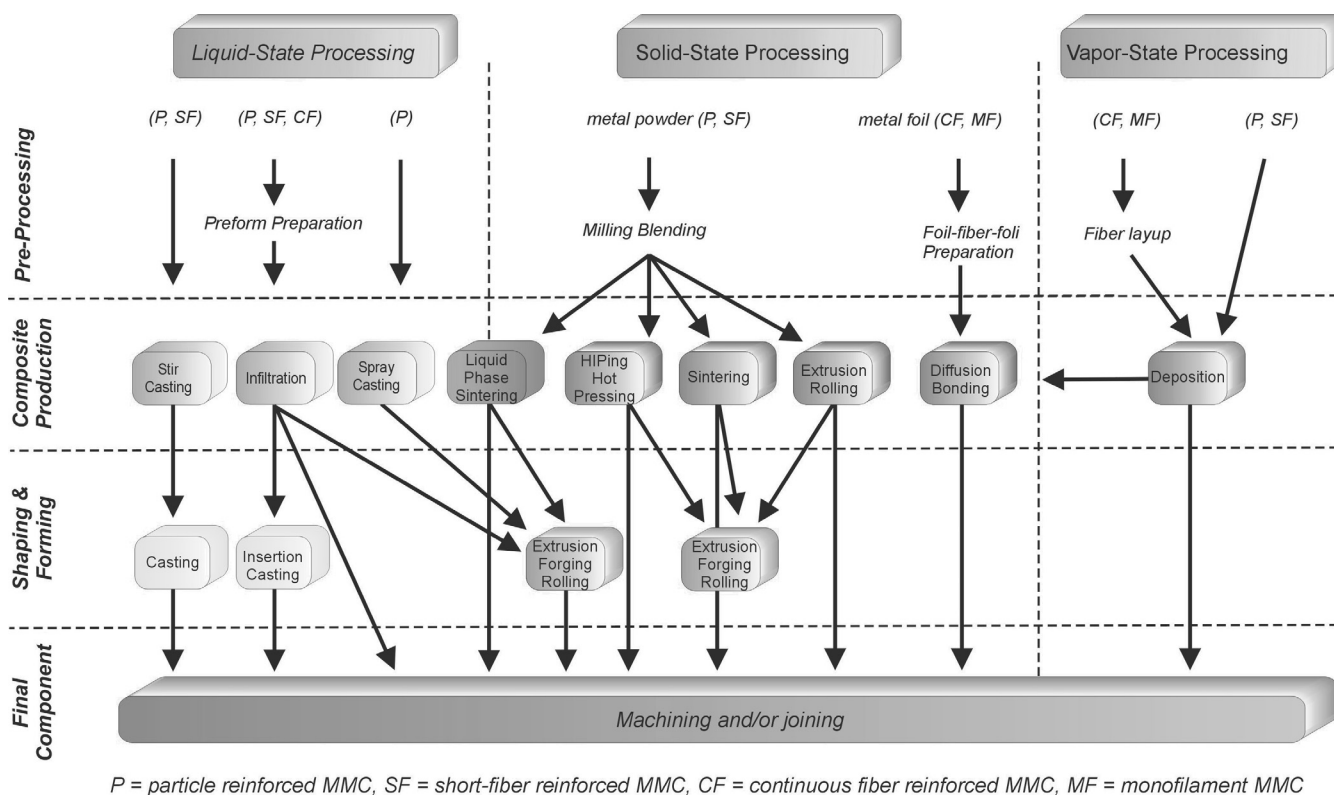 Liquid-State Processing
Solid-State Processing
Vapor-State Processing
Pre-Processing
(P, SF)
(P, SF, CF)
(P)
metal powder (P, SF)
metal foil (CF, MF)
(CF, MF)
(P, SF)
Preform Preparation
Milling Blending
Foil-fiber-foli
Preparation
Fiber layup
Composite
Production
Stir
Casting
Infiltration
Spray
Casting
Liquid
Phase
Sintering
HIPing
Hot
Pressing
Sintering
Extrusion
Rolling
Diffusion
Bonding
Deposition
Shaping &
Forming
Casting
Insertion
Casting
Extrusion
Forging
Rolling
Extrusion
Forging
Rolling
Final
Component
Machining and/or joining
P = particle reinforced MMC, SF = short-fiber reinforced MMC, CF = continuous fiber reinforced MMC, MF = monofilament MMC